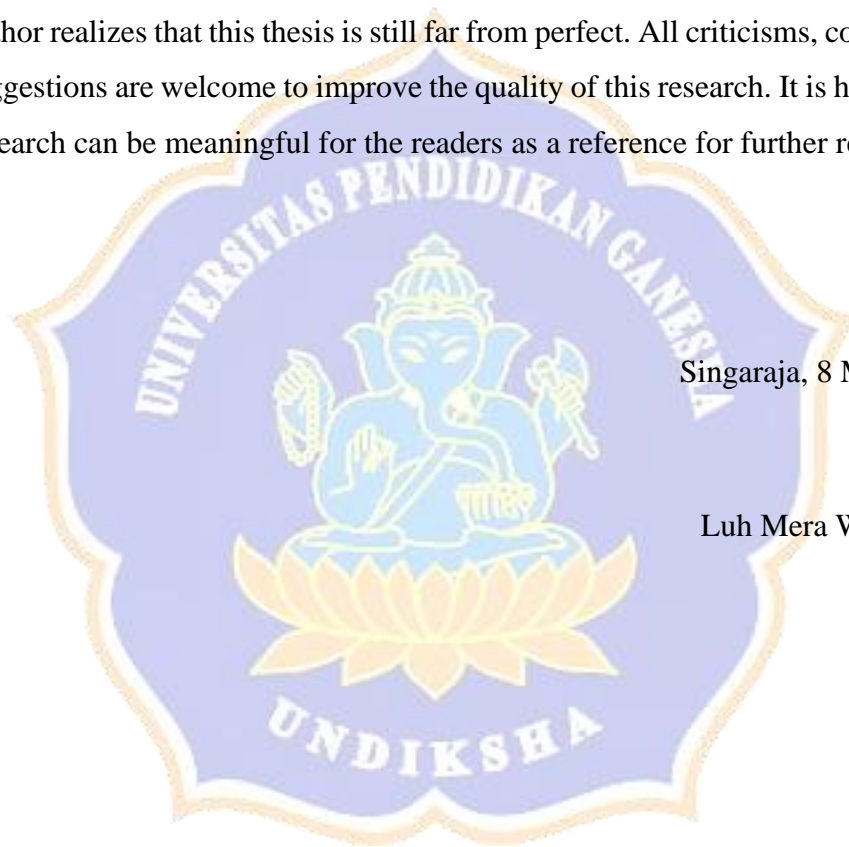 thor realizes that this thesis is still far from perfect. All criticisms, co
ggestions are welcome to improve the quality of this research. It is h
earch can be meaningful for the readers as a reference for further re
UNIVERSITAS PENDIDIKAN GANESHA
Singaraja, 8 M
Luh Mera W
UNDIKSHA